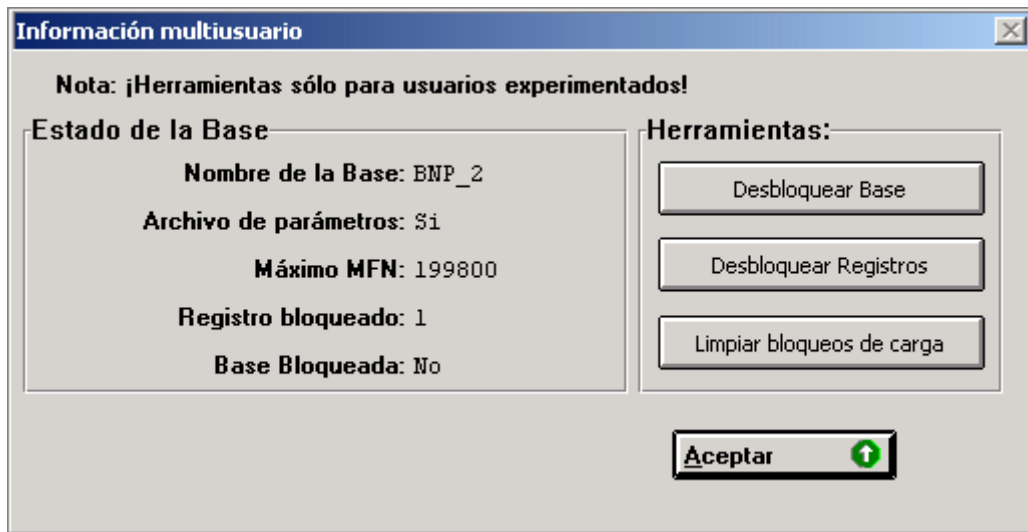 Información multiusuario
Nota: ¡Herramientas sólo para usuarios experimentados!
Estado de la Base
Nombre de la Base: BNP_2
Archivo de parámetros: Si
Máximo MFN: 199800
Registro bloqueado: 1
Base Bloqueada: No
Herramientas:
Desbloquear Base
Desbloquear Registros
Limpiar bloqueos de carga
Aceptar